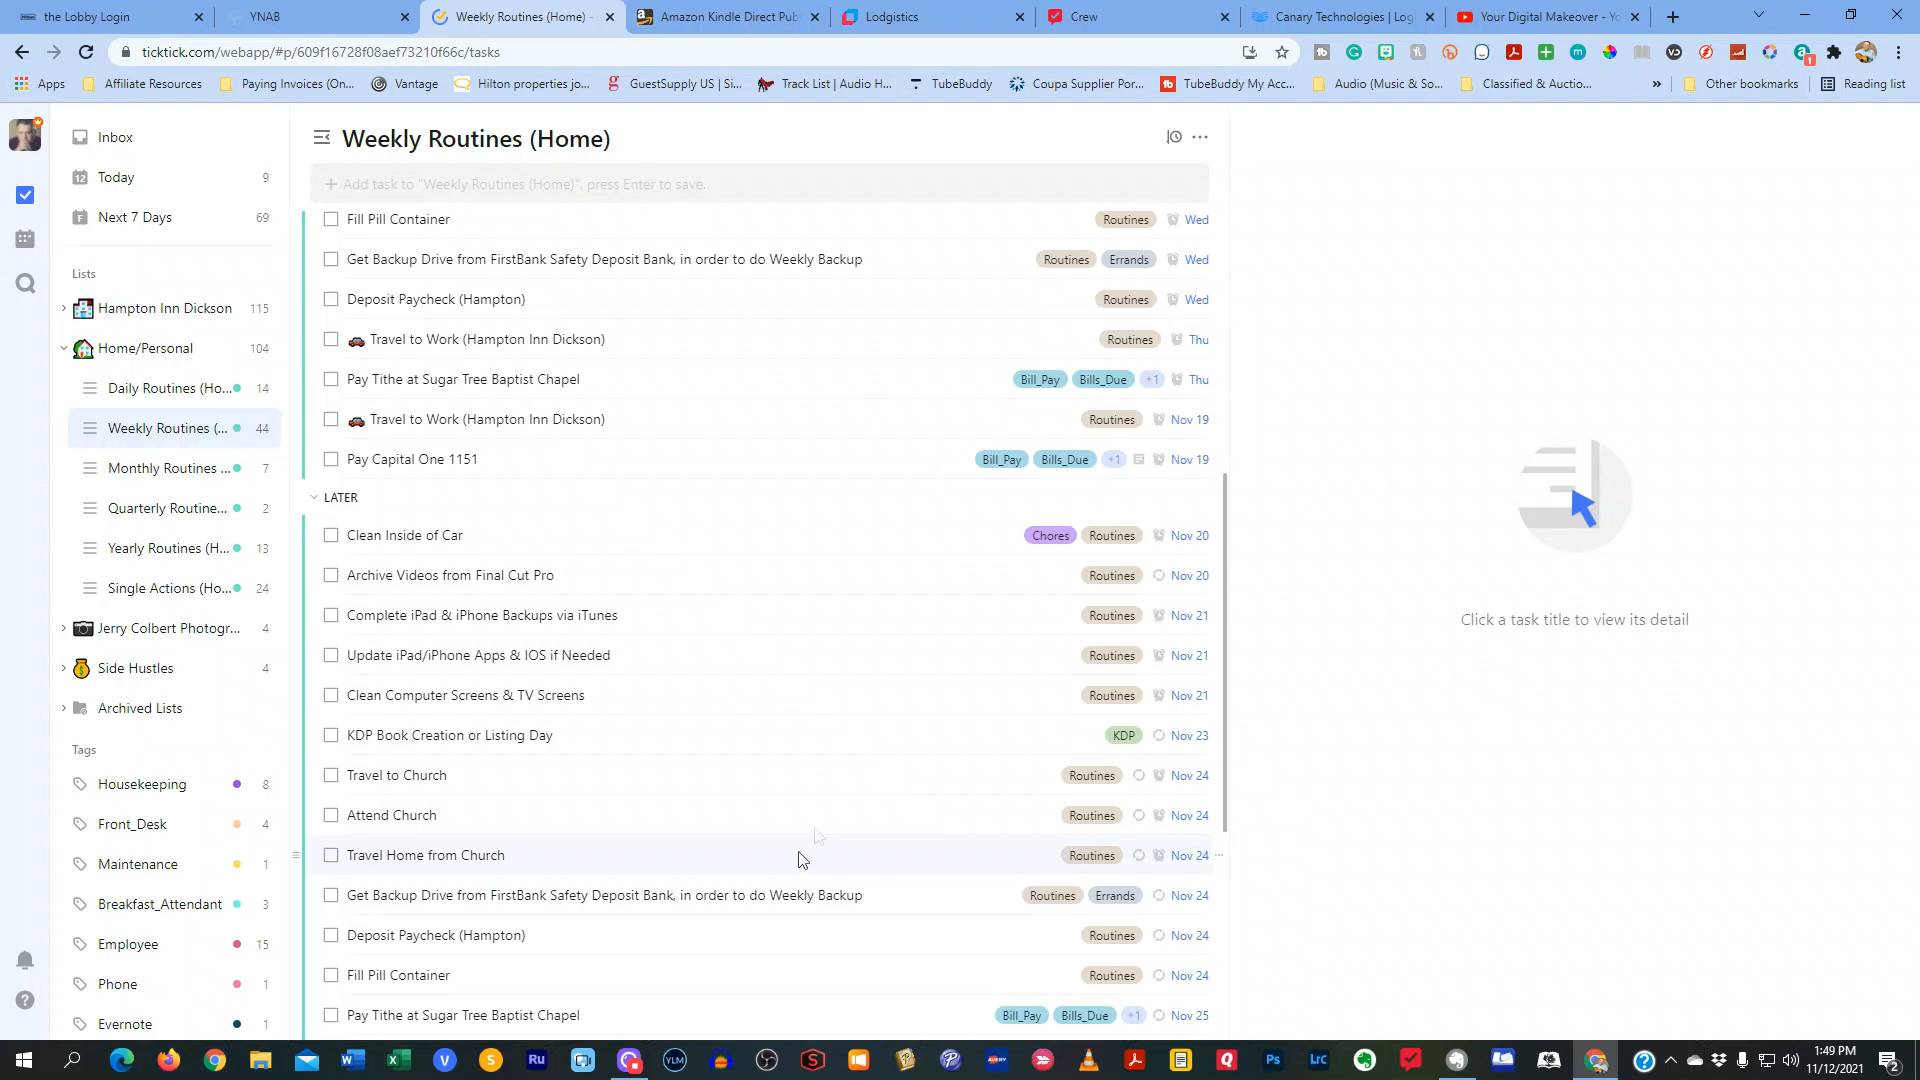 the Lobby Login
YNAB
Weekly Routines (Home) -
Amazon Kindle Direct Pub
Lodgistics
Crew
Canary Technologies | Log
Your Digital Makeover - Yo
ticktick.com/webapp/#p/609f16728f08aef73210f66c/tasks
Apps
Affiliate Resources
Paying Invoices (On...
Vantage
Hilton properties jo...
GuestSupply US | Si...
Track List | Audio H...
TubeBuddy
Coupa Supplier Por...
TubeBuddy My Acc...
Audio (Music & So...
Classified & Auctio...
»
Other bookmarks
Reading list
Inbox
12 Today 9
F Next 7 Days 69
Lists
Hampton Inn Dickson 115
Home/Personal 104
Daily Routines (Ho... 14
Weekly Routines (... 44
Monthly Routines ... 7
Quarterly Routine... 2
Yearly Routines (H... 13
Single Actions (Ho... 24
Jerry Colbert Photogr... 4
Side Hustles 4
Archived Lists
Tags
Housekeeping 8
Front_Desk 4
Maintenance 1
Breakfast_Attendant 3
Employee 15
Phone 1
Evernote 1
Weekly Routines (Home)
+ Add task to "Weekly Routines (Home)", press Enter to save.
Fill Pill Container Routines Wed
Get Backup Drive from FirstBank Safety Deposit Bank, in order to do Weekly Backup Routines Errands Wed
Deposit Paycheck (Hampton) Routines Wed
Travel to Work (Hampton Inn Dickson) Routines Thu
Pay Tithe at Sugar Tree Baptist Chapel Bill_Pay Bills_Due +1 Thu
Travel to Work (Hampton Inn Dickson) Routines Nov 19
Pay Capital One 1151 Bill_Pay Bills_Due +1 Nov 19
LATER
Clean Inside of Car Chores Routines Nov 20
Archive Videos from Final Cut Pro Routines Nov 20
Complete iPad & iPhone Backups via iTunes Routines Nov 21
Update iPad/iPhone Apps & IOS if Needed Routines Nov 21
Clean Computer Screens & TV Screens Routines Nov 21
KDP Book Creation or Listing Day KDP Nov 23
Travel to Church Routines Nov 24
Attend Church Routines Nov 24
Travel Home from Church Routines Nov 24
Get Backup Drive from FirstBank Safety Deposit Bank, in order to do Weekly Backup Routines Errands Nov 24
Deposit Paycheck (Hampton) Routines Nov 24
Fill Pill Container Routines Nov 24
Pay Tithe at Sugar Tree Baptist Chapel Bill_Pay Bills_Due +1 Nov 25
Click a task title to view its detail
1:49 PM
11/12/2021
2